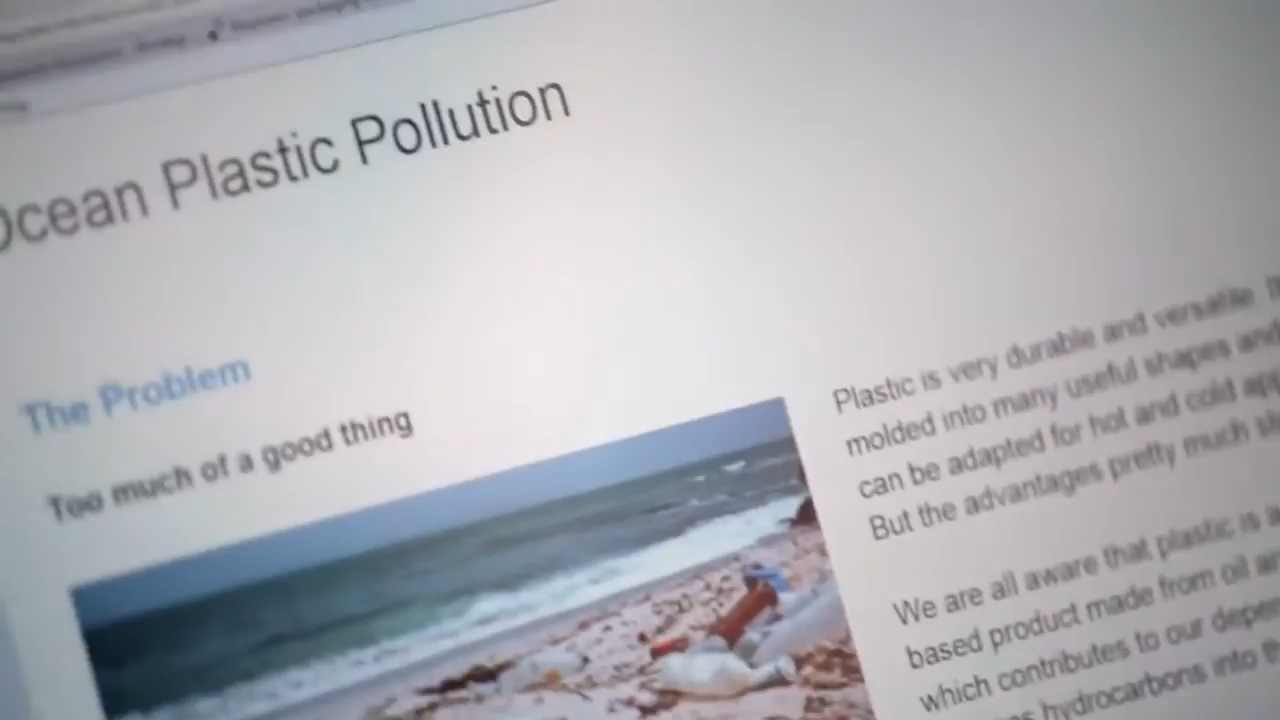 Ocean Plastic Pollution
The Problem
Too much of a good thing
Plastic is very durable and versatile.
molded into many useful shapes and
can be adapted for hot and cold
But the advantages pretty much
We are all aware that plastic is
based product made from oil
which contributes to our
hydrocarbons into